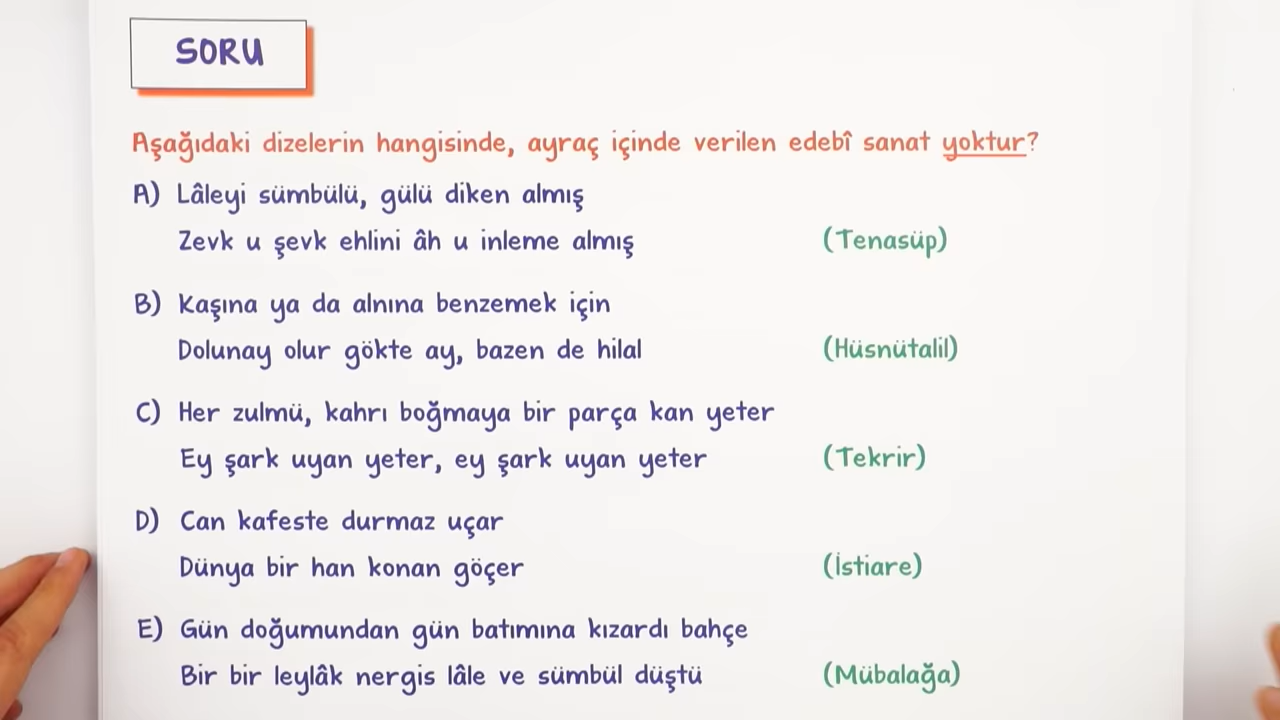 SORU
Aşağıdaki dizelerin hangisinde, ayraç içinde verilen edebî sanat yoktur?
A) Lâleyi sümbülü, gülü diken almış
Zevk u şevk ehlini âh u inleme almış (Tenasüp)
B) Kaşına ya da alnına benzemek için
Dolunay olur gökte ay, bazen de hilal (Hüsnütalil)
C) Her zulmü, kahrı boğmaya bir parça kan yeter
Ey şark uyan yeter, ey şark uyan yeter (Tekrir)
D) Can kafeste durmaz uçar
Dünya bir han konan göçer (İstiare)
E) Gün doğumundan gün batımına kızardı bahçe
Bir bir leylâk nergis lâle ve sümbül düştü (Mübalağa)